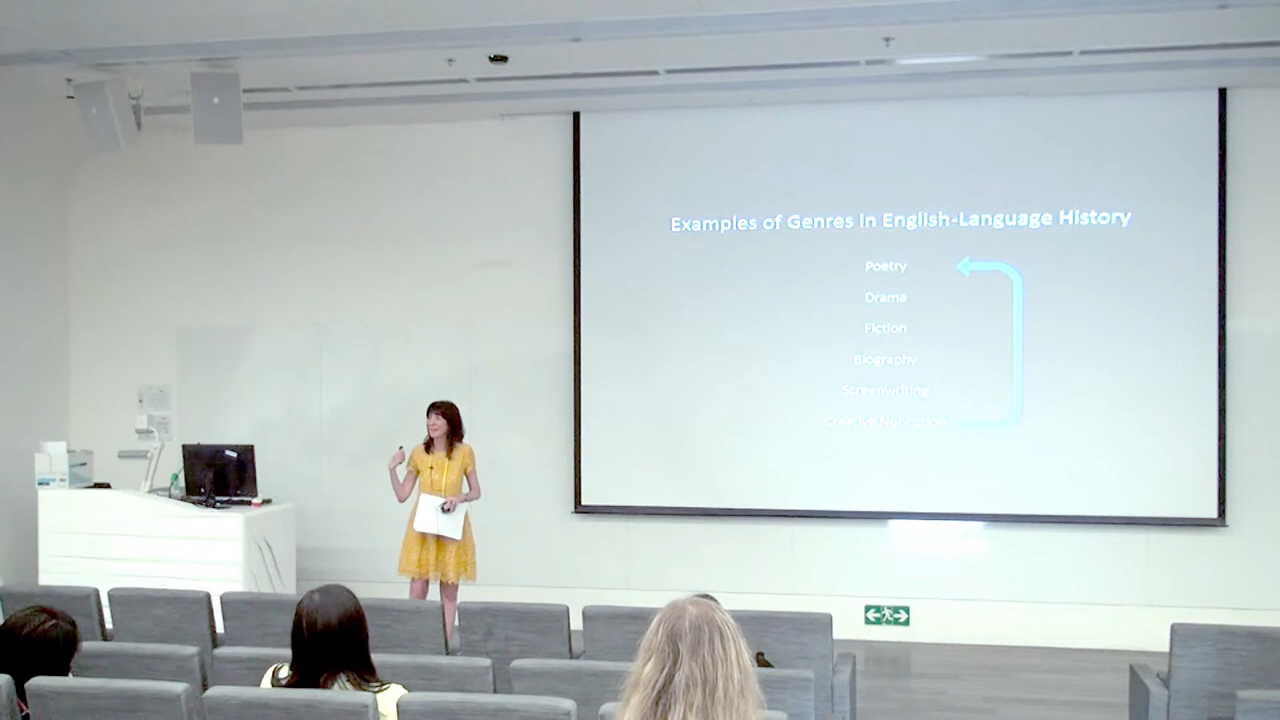 Examples of Genres in English-Language History
Poetry
Drama
Fiction
Biography
Screenwriting
Creative Nonfiction